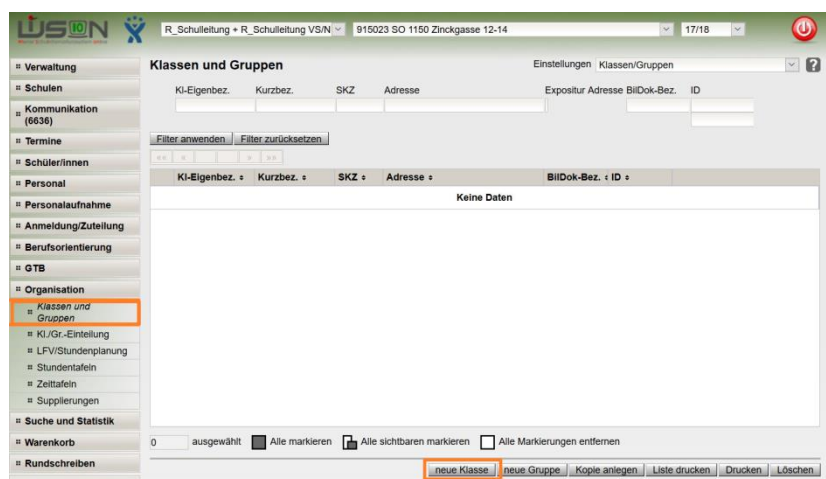 WiSION
R_Schulleitung + R_Schulleitung VS/N 915023 SO 1150 Zinckgasse 12-14 17/18
Verwaltung
Schulen
Kommunikation
(6636)
Termine
Schüler/innen
Personal
Personalaufnahme
Anmeldung/Zuteilung
Berufsorientierung
GTB
Organisation
Klassen und
Gruppen
Kl./Gr.-Einteilung
LFV/Stundenplanung
Stundentafeln
Zeittafeln
Supplierungen
Suche und Statistik
Warenkorb
Rundschreiben
Klassen und Gruppen Einstellungen Klassen/Gruppen ?
Kl-Eigenbez. Kurzbez. SKZ Adresse Expositur Adresse BilDok-Bez. ID
Filter anwenden Filter zurücksetzen
«« « » »»
Kl-Eigenbez. Kurzbez. SKZ Adresse BilDok-Bez. ID
Keine Daten
0 ausgewählt Alle markieren Alle sichtbaren markieren Alle Markierungen entfernen
neue Klasse neue Gruppe Kopie anlegen Liste drucken Drucken Löschen